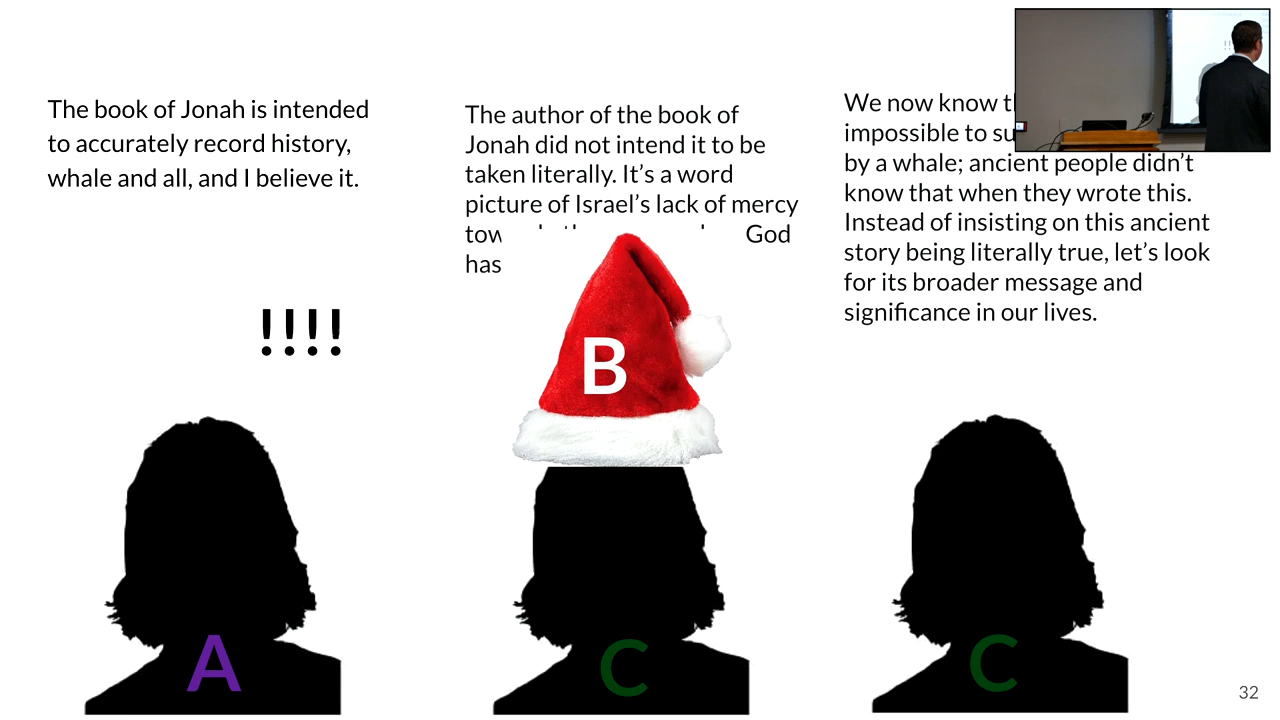 The book of Jonah is intended
to accurately record history,
whale and all, and I believe it.
!!!!
A
The author of the book of
Jonah did not intend it to be
taken literally. It’s a word
picture of Israel’s lack of mercy
God
has
B
C
We now know
impossible to
by a whale; ancient people didn’t
know that when they wrote this.
Instead of insisting on this ancient
story being literally true, let’s look
for its broader message and
significance in our lives.
C
32